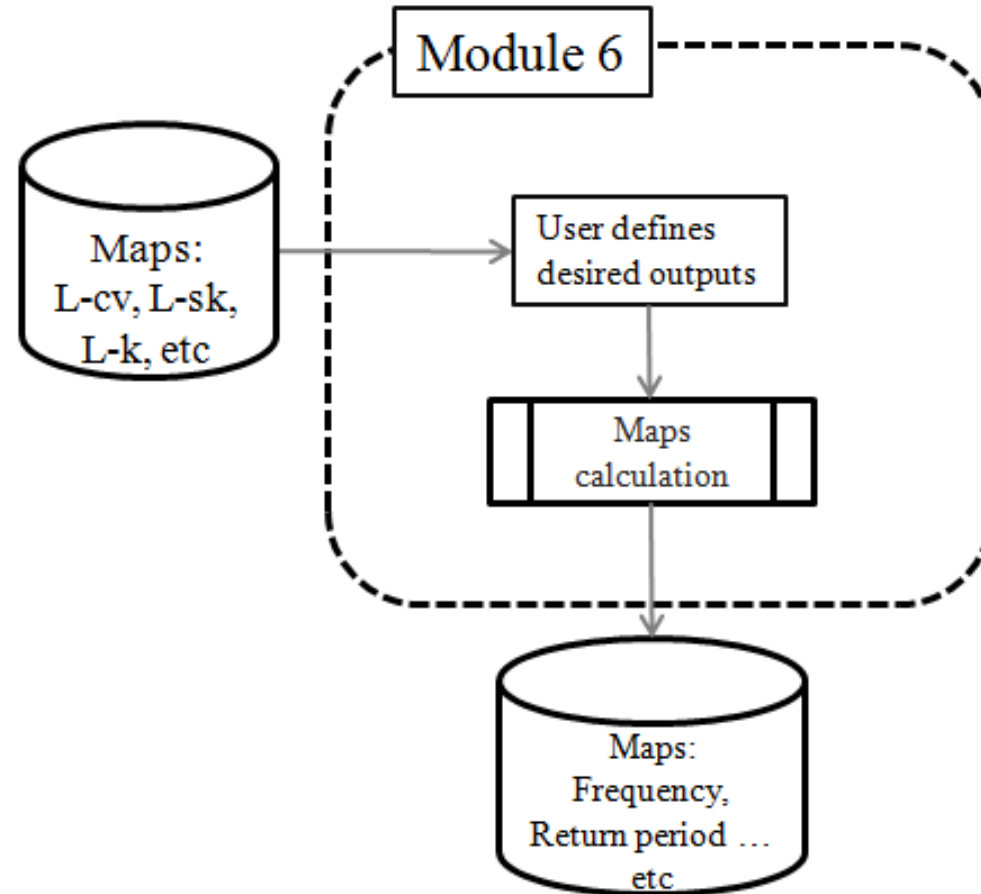 Module 6
Maps:
L-cv, L-sk,
L-k, etc
User defines
desired outputs
Maps
calculation
Maps:
Frequency,
Return period …
etc